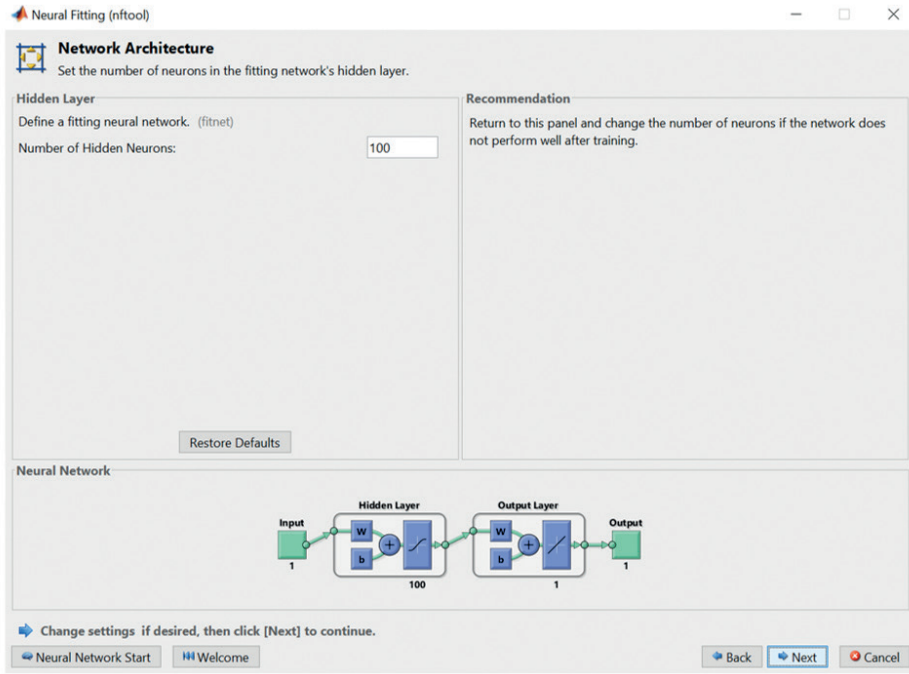 Neural Fitting (nftool)
Network Architecture
Set the number of neurons in the fitting network's hidden layer.
Hidden Layer
Define a fitting neural network. (fitnet)
Number of Hidden Neurons:
100
Restore Defaults
Recommendation
Return to this panel and change the number of neurons if the network does
not perform well after training.
Neural Network
Hidden Layer
Output Layer
Input
Output
W
b
+
W
b
+
1
100
1
1
Change settings if desired, then click [Next] to continue.
Neural Network Start
Welcome
Back
Next
Cancel